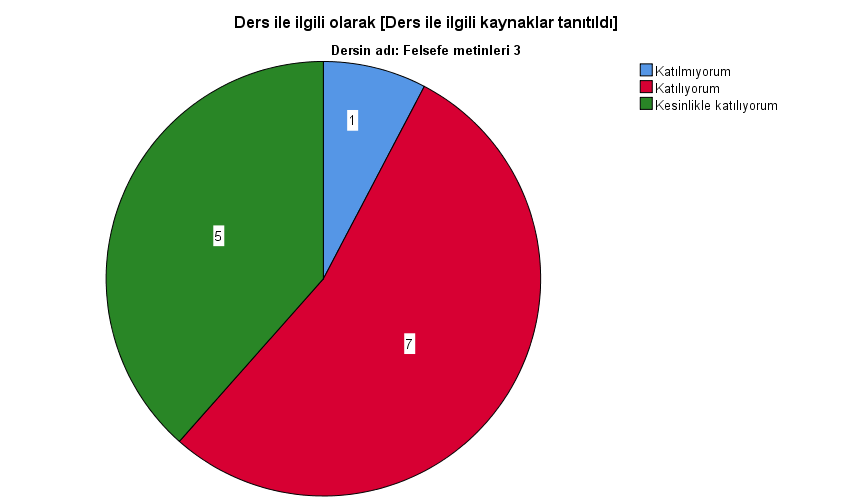 Ders ile ilgili olarak [Ders ile ilgili kaynaklar tanıtıldı]
Dersin adı: Felsefe metinleri 3
Katılmıyorum
Katılıyorum
Kesinlikle katılıyorum
1
5
7